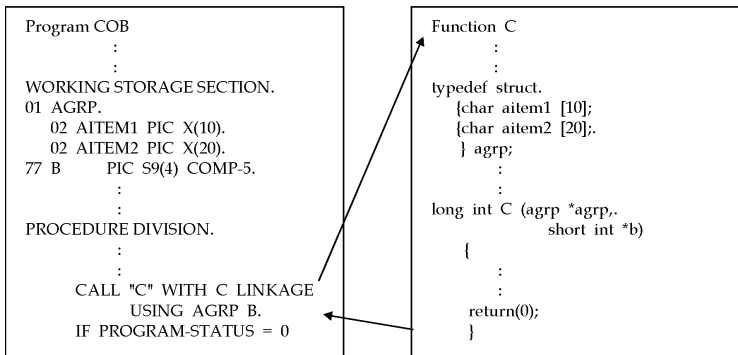 Program COB
:
:
WORKING STORAGE SECTION.
01 AGRP.
02 AITEM1 PIC X(10).
02 AITEM2 PIC X(20).
77 B PIC S9(4) COMP-5.
:
:
PROCEDURE DIVISION.
:
:
CALL "C" WITH C LINKAGE
USING AGRP B.
IF PROGRAM-STATUS = 0
Function C
:
:
typedef struct.
{char aitem1 [10];
{char aitem2 [20];.
} agrp;
:
:
long int C (agrp *agrp,.
short int *b)
{
:
:
return(0);
}